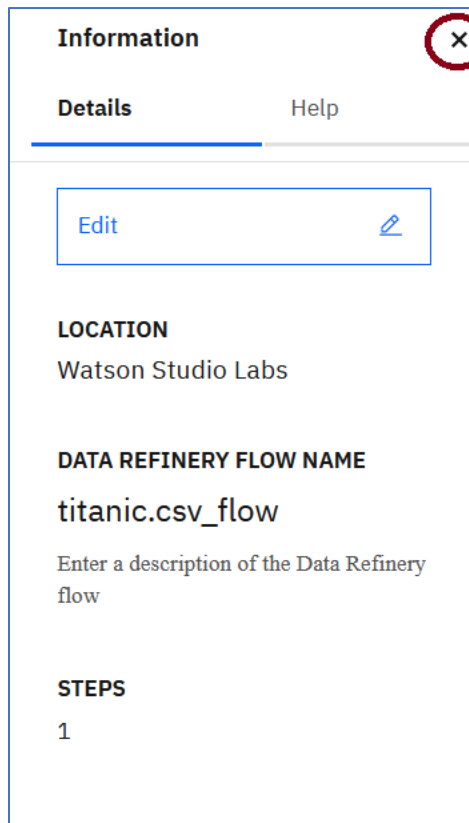 Information
Details Help
Edit
LOCATION
Watson Studio Labs
DATA REFINERY FLOW NAME
titanic.csv_flow
Enter a description of the Data Refinery
flow
STEPS
1